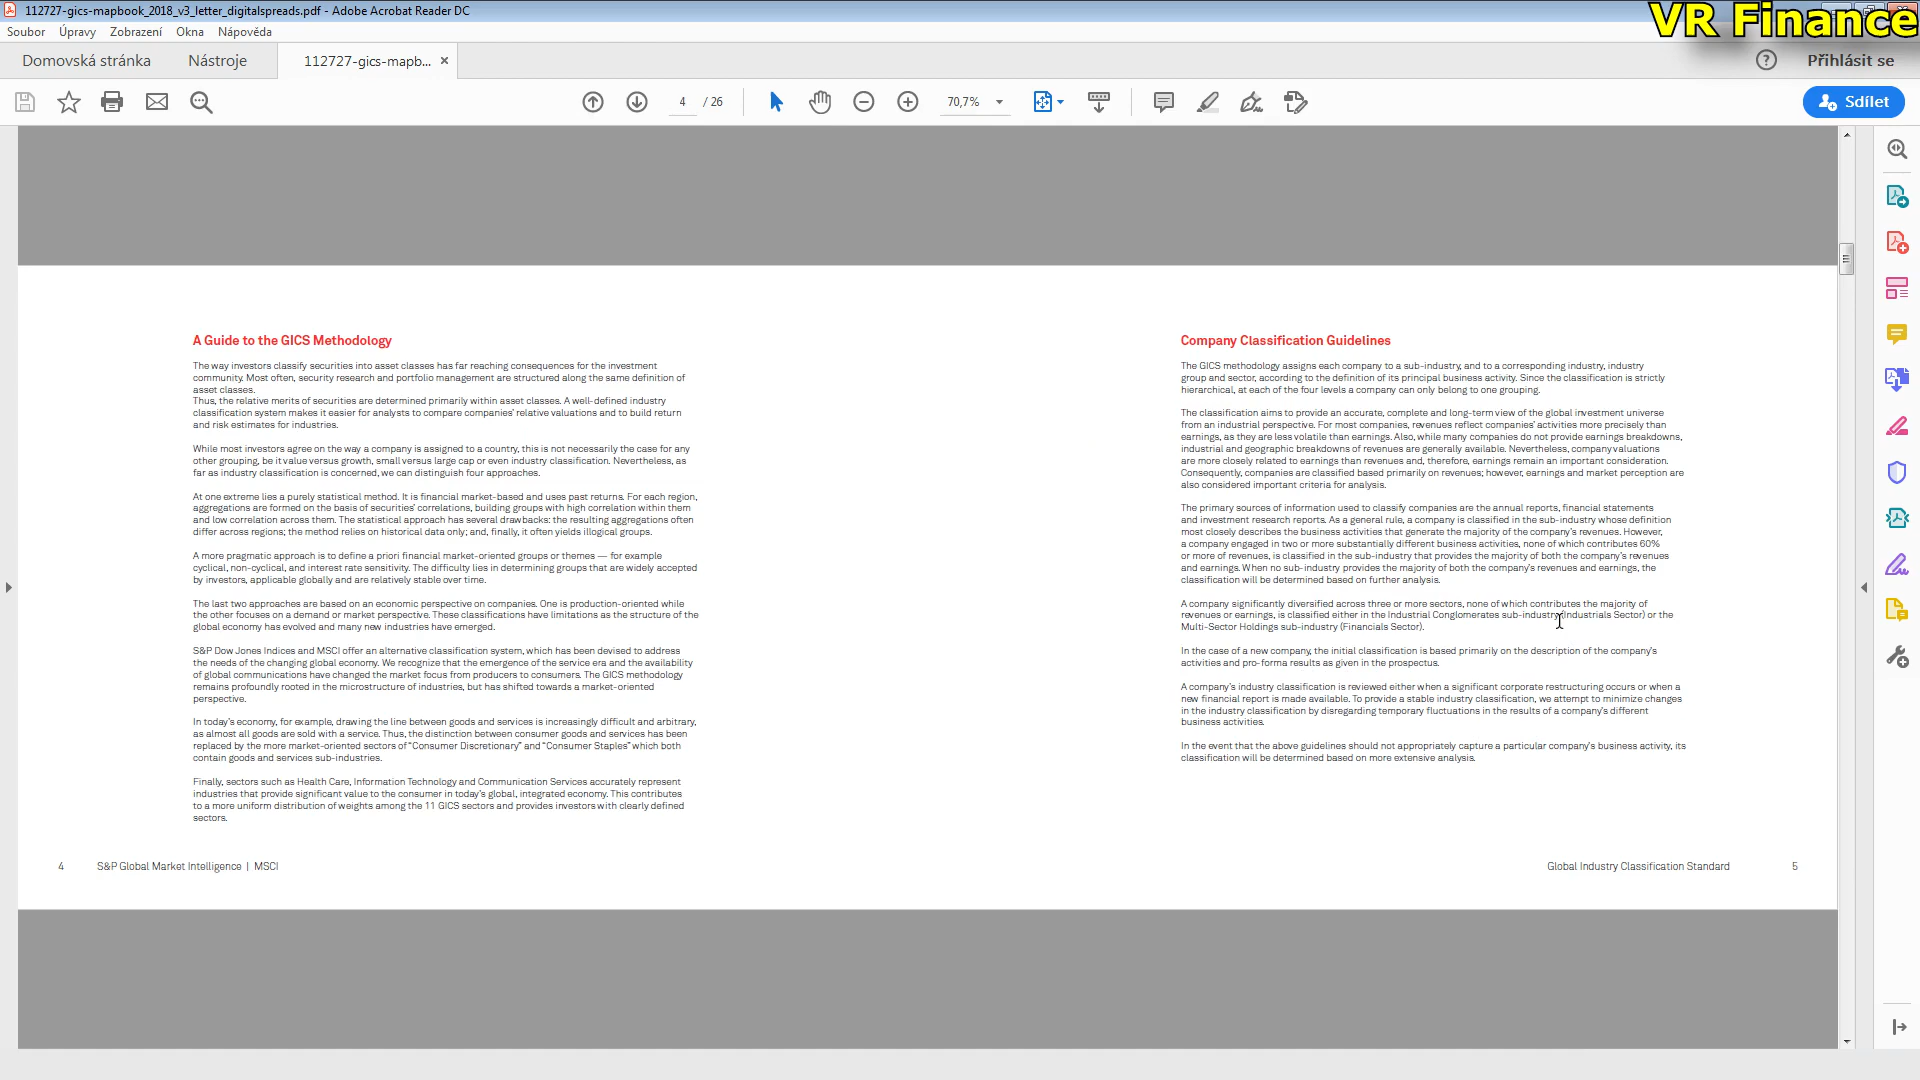 112727-gics-mapbook_2018_v3_letter_digitalspreads.pdf - Adobe Acrobat Reader DC
VR Finance
Soubor Úpravy Zobrazení Okna Nápověda
Domovská stránka Nástroje 112727-gics-mapb... × Přihlásit se
4 / 26 70,7% Sdílet
A Guide to the GICS Methodology
The way investors classify securities into asset classes has far reaching consequences for the investment
community. Most often, security research and portfolio management are structured along the same definition of
asset classes.
Thus, the relative merits of securities are determined primarily within asset classes. A well-defined industry
classification system makes it easier for analysts to compare companies' relative valuations and to build return
and risk estimates for industries.
While most investors agree on the way a company is assigned to a country, this is not necessarily the case for any
other grouping, be it value versus growth, small versus large cap or even industry classification. Nevertheless, as
far as industry classification is concerned, we can distinguish four approaches.
At one extreme lies a purely statistical method. It is financial market-based and uses past returns. For each region,
aggregations are formed on the basis of securities' correlations, building groups with high correlation within them
and low correlation across them. The statistical approach has several drawbacks: the resulting aggregations often
differ across regions; the method relies on historical data only; and, finally, it often yields illogical groups.
A more pragmatic approach is to define a priori financial market-oriented groups or themes — for example
cyclical, non-cyclical, and interest rate sensitivity. The difficulty lies in determining groups that are widely accepted
by investors, applicable globally and are relatively stable over time.
The last two approaches are based on an economic perspective on companies. One is production-oriented while
the other focuses on a demand or market perspective. These classifications have limitations as the structure of the
global economy has evolved and many new industries have emerged.
S&P Dow Jones Indices and MSCI offer an alternative classification system, which has been devised to address
the needs of the changing global economy. We recognize that the emergence of the service era and the availability
of global communications have changed the market focus from producers to consumers. The GICS methodology
remains profoundly rooted in the microstructure of industries, but has shifted towards a market-oriented
perspective.
In today's economy, for example, drawing the line between goods and services is increasingly difficult and arbitrary,
as almost all goods are sold with a service. Thus, the distinction between consumer goods and services has been
replaced by the more market-oriented sectors of "Consumer Discretionary" and "Consumer Staples" which both
contain goods and services sub-industries.
Finally, sectors such as Health Care, Information Technology and Communication Services accurately represent
industries that provide significant value to the consumer in today's global, integrated economy. This contributes
to a more uniform distribution of weights among the 11 GICS sectors and provides investors with clearly defined
sectors.
4 S&P Global Market Intelligence | MSCI
Company Classification Guidelines
The GICS methodology assigns each company to a sub-industry, and to a corresponding industry, industry
group and sector, according to the definition of its principal business activity. Since the classification is strictly
hierarchical, at each of the four levels a company can only belong to one grouping.
The classification aims to provide an accurate, complete and long-term view of the global investment universe
from an industrial perspective. For most companies, revenues reflect companies' activities more precisely than
earnings, as they are less volatile than earnings. Also, while many companies do not provide earnings breakdowns,
industrial and geographic breakdowns of revenues are generally available. Nevertheless, company valuations
are more closely related to earnings than revenues and, therefore, earnings remain an important consideration.
Consequently, companies are classified based primarily on revenues; however, earnings and market perception are
also considered important criteria for analysis.
The primary sources of information used to classify companies are the annual reports, financial statements
and investment research reports. As a general rule, a company is classified in the sub-industry whose definition
most closely describes the business activities that generate the majority of the company's revenues. However,
a company engaged in two or more substantially different business activities, none of which contributes 60%
or more of revenues, is classified in the sub-industry that provides the majority of both the company's revenues
and earnings. When no sub-industry provides the majority of both the company's revenues and earnings, the
classification will be determined based on further analysis.
A company significantly diversified across three or more sectors, none of which contributes the majority of
revenues or earnings, is classified either in the Industrial Conglomerates sub-industry (Industrials Sector) or the
Multi-Sector Holdings sub-industry (Financials Sector).
In the case of a new company, the initial classification is based primarily on the description of the company's
activities and pro-forma results as given in the prospectus.
A company's industry classification is reviewed either when a significant corporate restructuring occurs or when a
new financial report is made available. To provide a stable industry classification, we attempt to minimize changes
in the industry classification by disregarding temporary fluctuations in the results of a company's different
business activities.
In the event that the above guidelines should not appropriately capture a particular company's business activity, its
classification will be determined based on more extensive analysis.
Global Industry Classification Standard 5